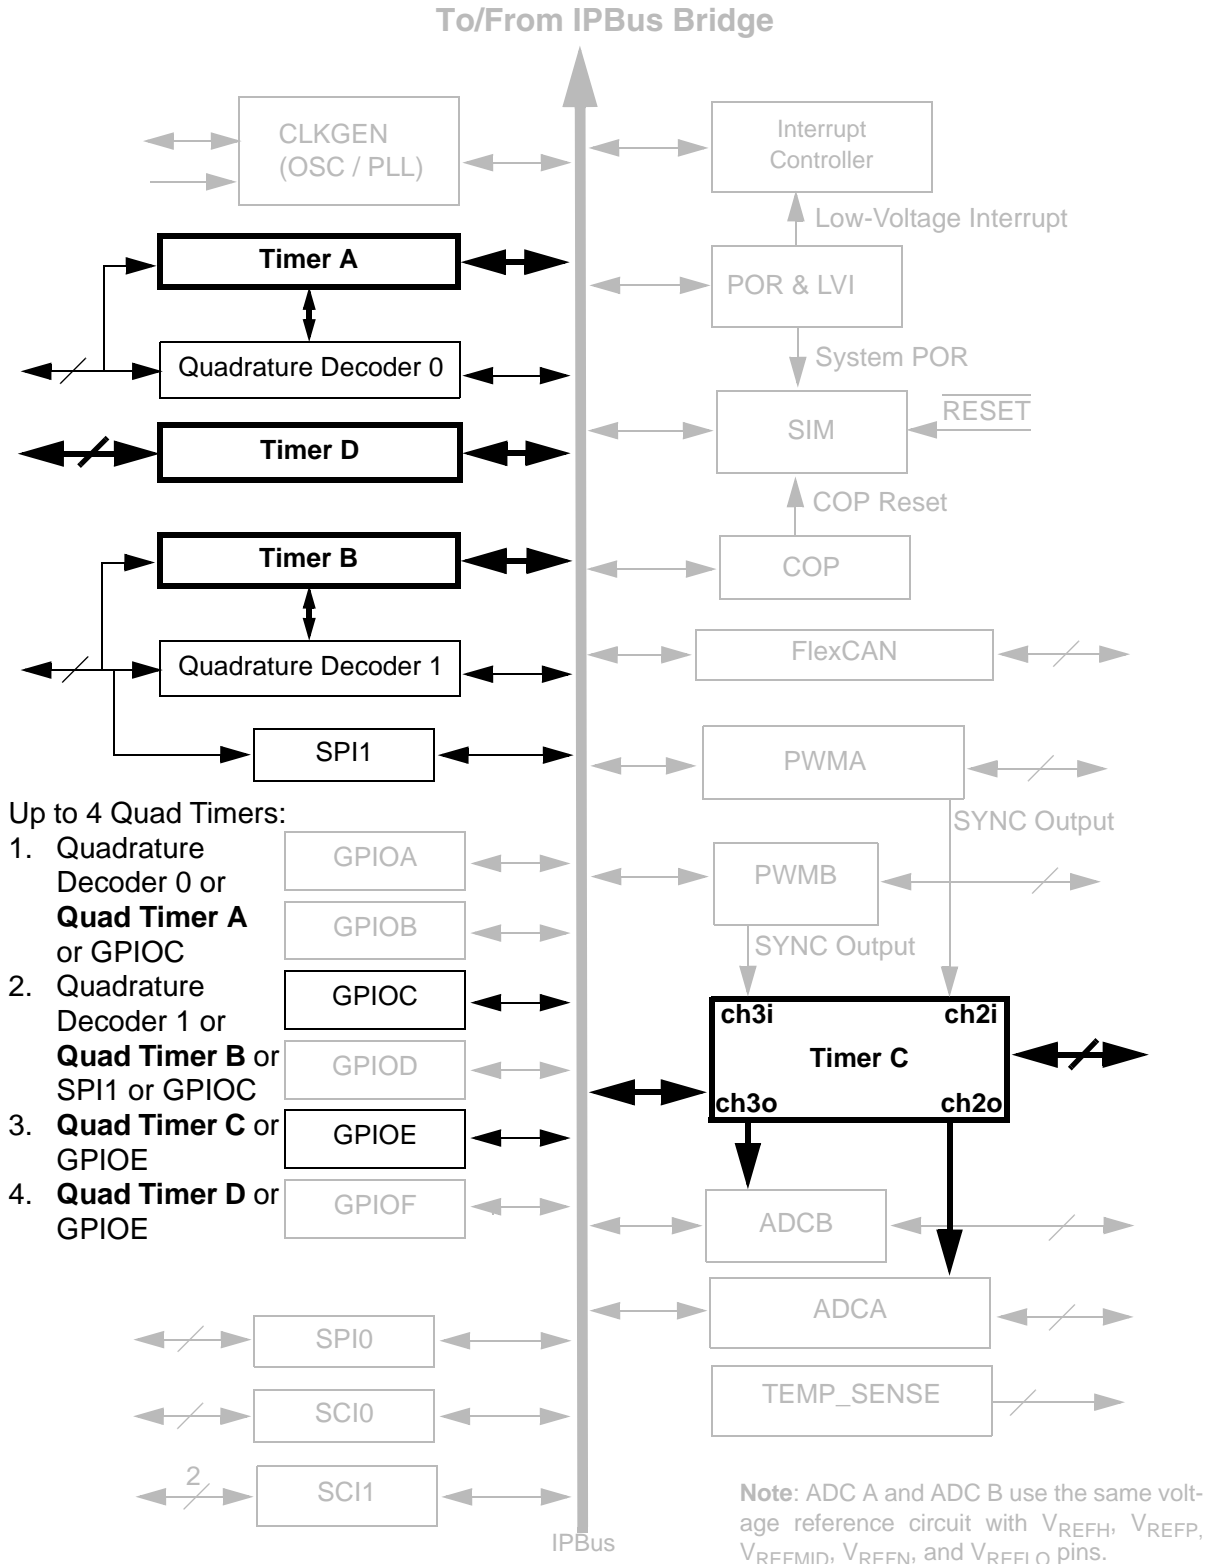 To/From IPBus Bridge
CLKGEN
(OSC / PLL)
Interrupt
Controller
Low-Voltage Interrupt
Timer A
POR & LVI
Quadrature Decoder 0
System POR
RESET
SIM
Timer D
COP Reset
Timer B
COP
FlexCAN
Quadrature Decoder 1
SPI1
PWMA
SYNC Output
Up to 4 Quad Timers:
1. Quadrature
Decoder 0 or
Quad Timer A
or GPIOC
2. Quadrature
Decoder 1 or
Quad Timer B or
SPI1 or GPIOC
3. Quad Timer C or
GPIOE
4. Quad Timer D or
GPIOE
GPIOA
GPIOB
GPIOC
GPIOD
GPIOE
GPIOF
PWMB
SYNC Output
ch3i ch2i
Timer C
ch3o ch2o
ADCB
ADCA
TEMP_SENSE
SPI0
SCI0
2
SCI1
IPBus
Note: ADC A and ADC B use the same volt-
age reference circuit with VREFH, VREFP,
VREFMID, VREFN, and VREFLO pins.